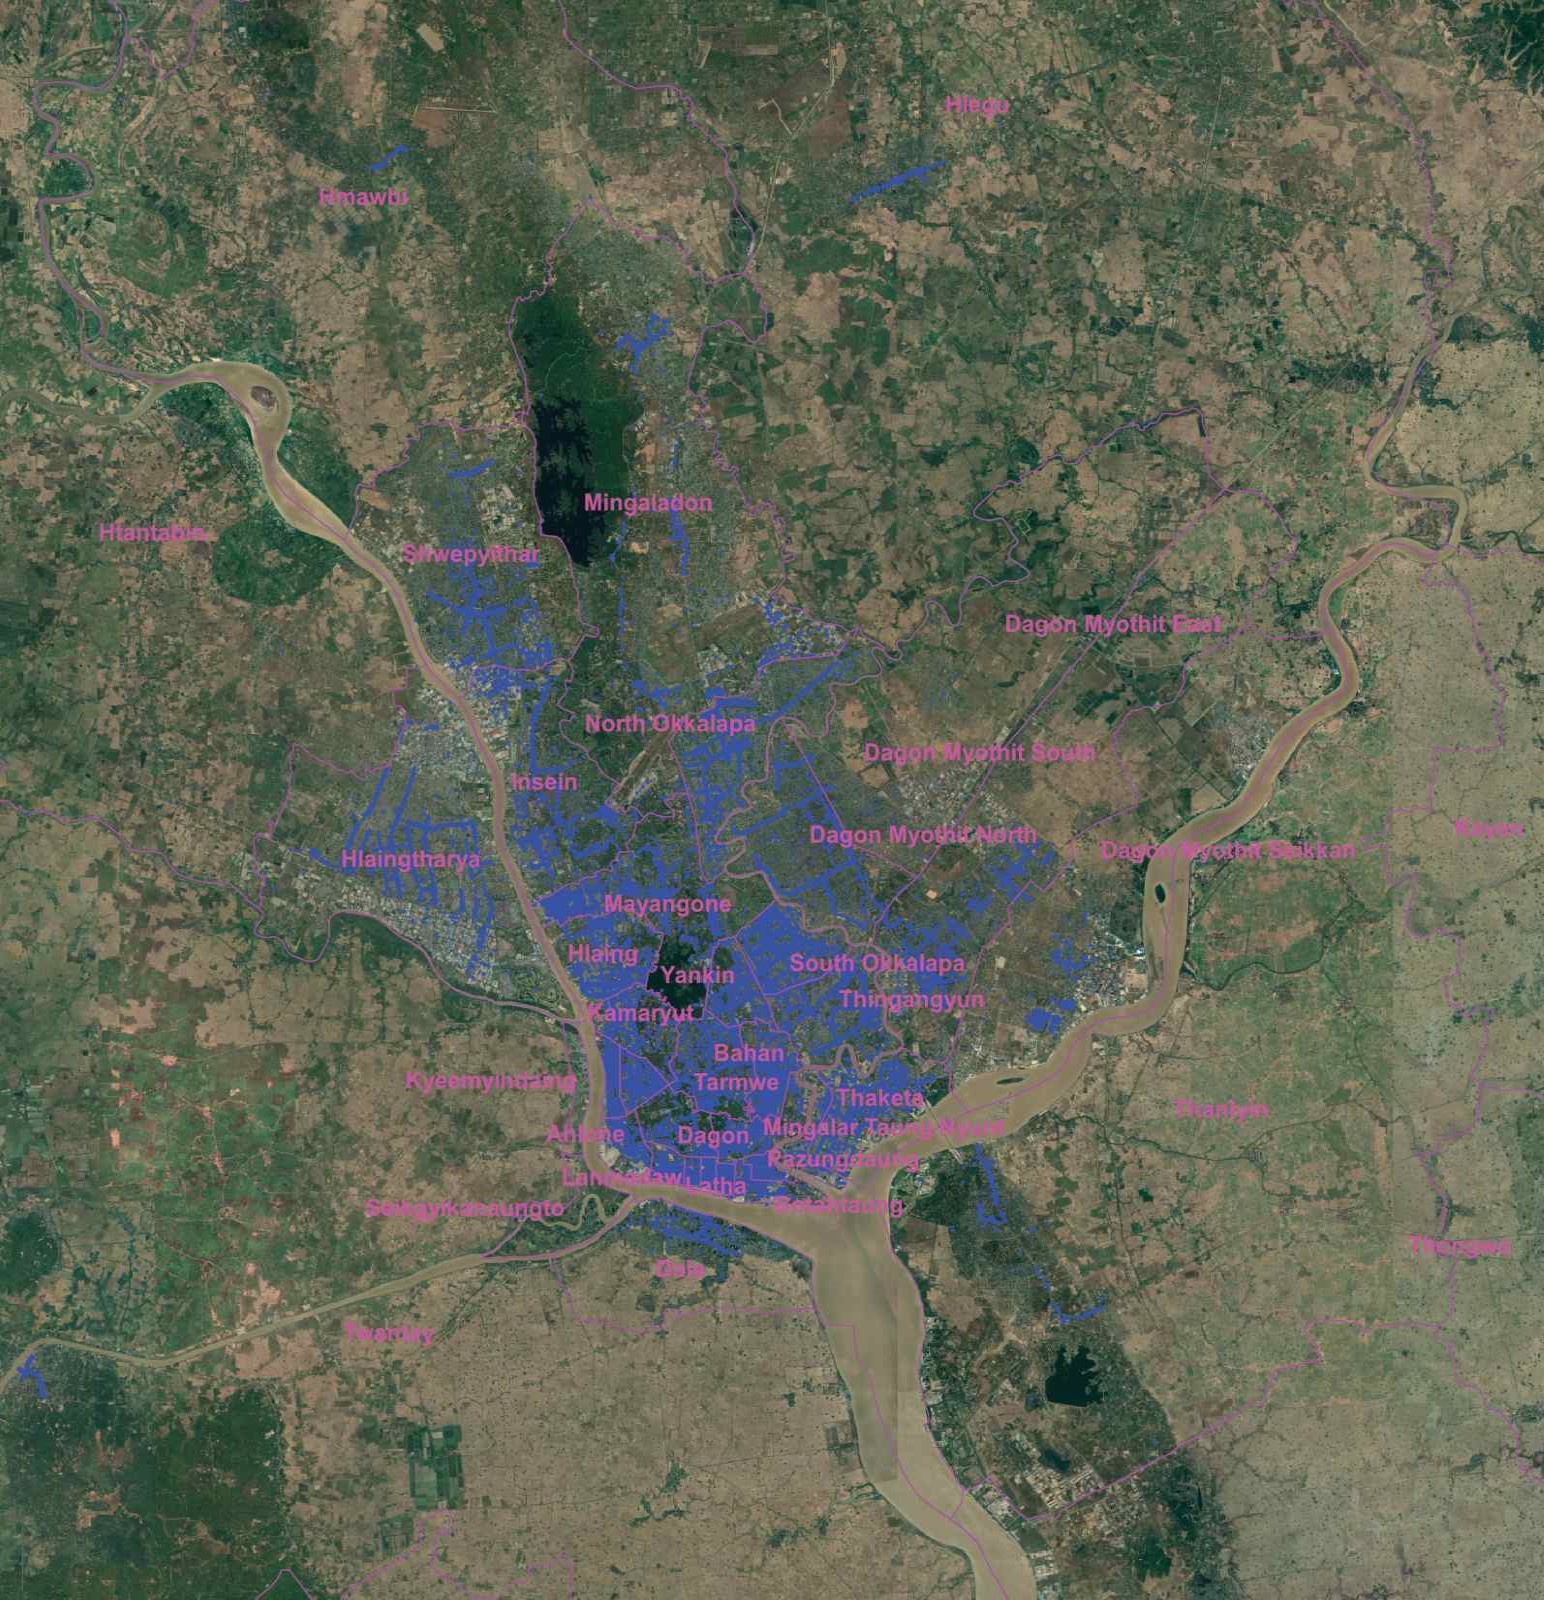 Hlegu
Hmawbi
Mingaladon
Htantabin
Shwepyithar
Dagon Myothit East
North Okkalapa
Dagon Myothit South
Insein
Dagon Myothit North
Kayan
Dagon Myothit Seikkan
Hlaingtharya
Mayangone
Hlaing
South Okkalapa
Yankin
Thingangyun
Kamaryut
Bahan
Kyeemyindaing
Tarmwe
Thaketa
Thanlyin
Mingalar Taung Nyunt
Ahlone
Dagon
Pazungdaung
Lanmadaw
Latha
Seikgyikanaungto
Botahtaung
Thongwa
Dala
Twantay